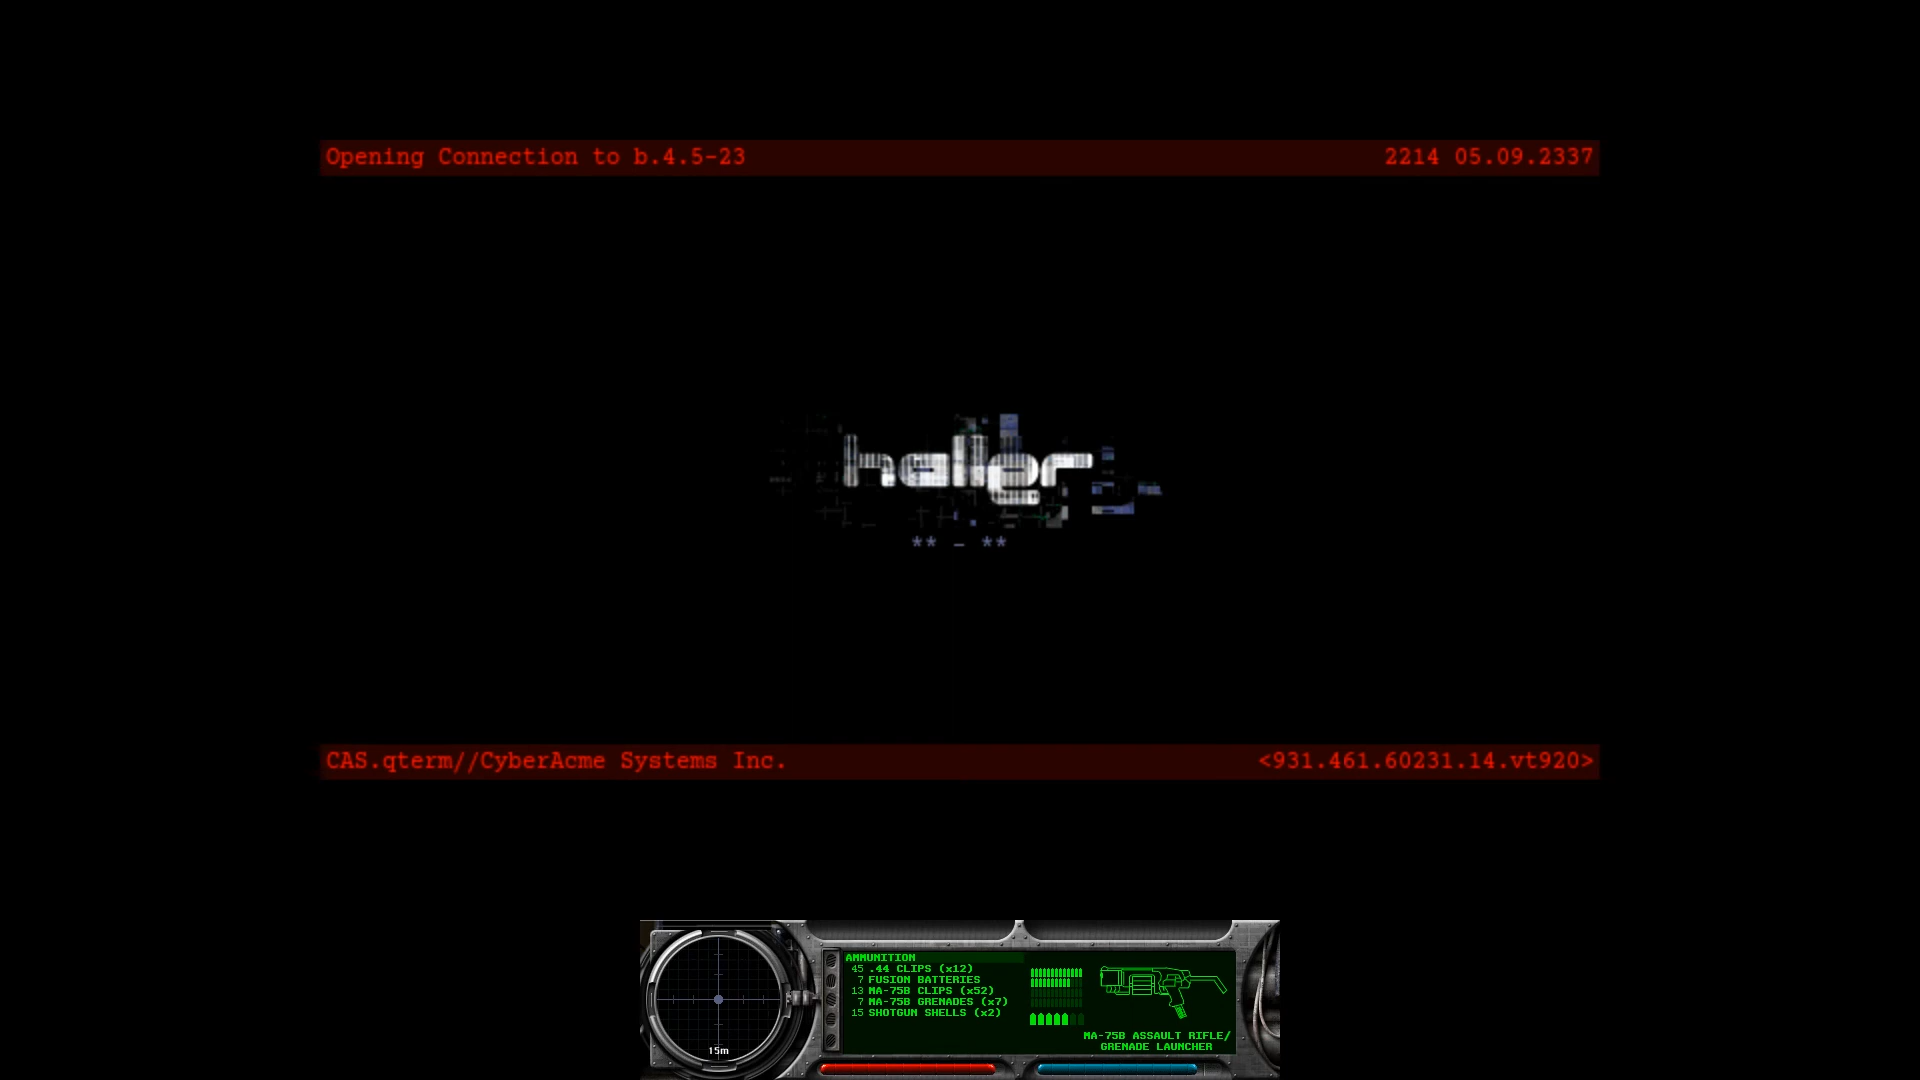 Opening Connection to b.4.5-23 2214 05.09.2337
haller
** - **
CAS.qterm//CyberAcme Systems Inc. <931.461.60231.14.vt920>
AMMUNITION
45 .44 CLIPS (x12)
7 FUSION BATTERIES
13 MA-75B CLIPS (x52)
7 MA-75B GRENADES (x7)
15 SHOTGUN SHELLS (x2)
MA-75B ASSAULT RIFLE/
GRENADE LAUNCHER
15m